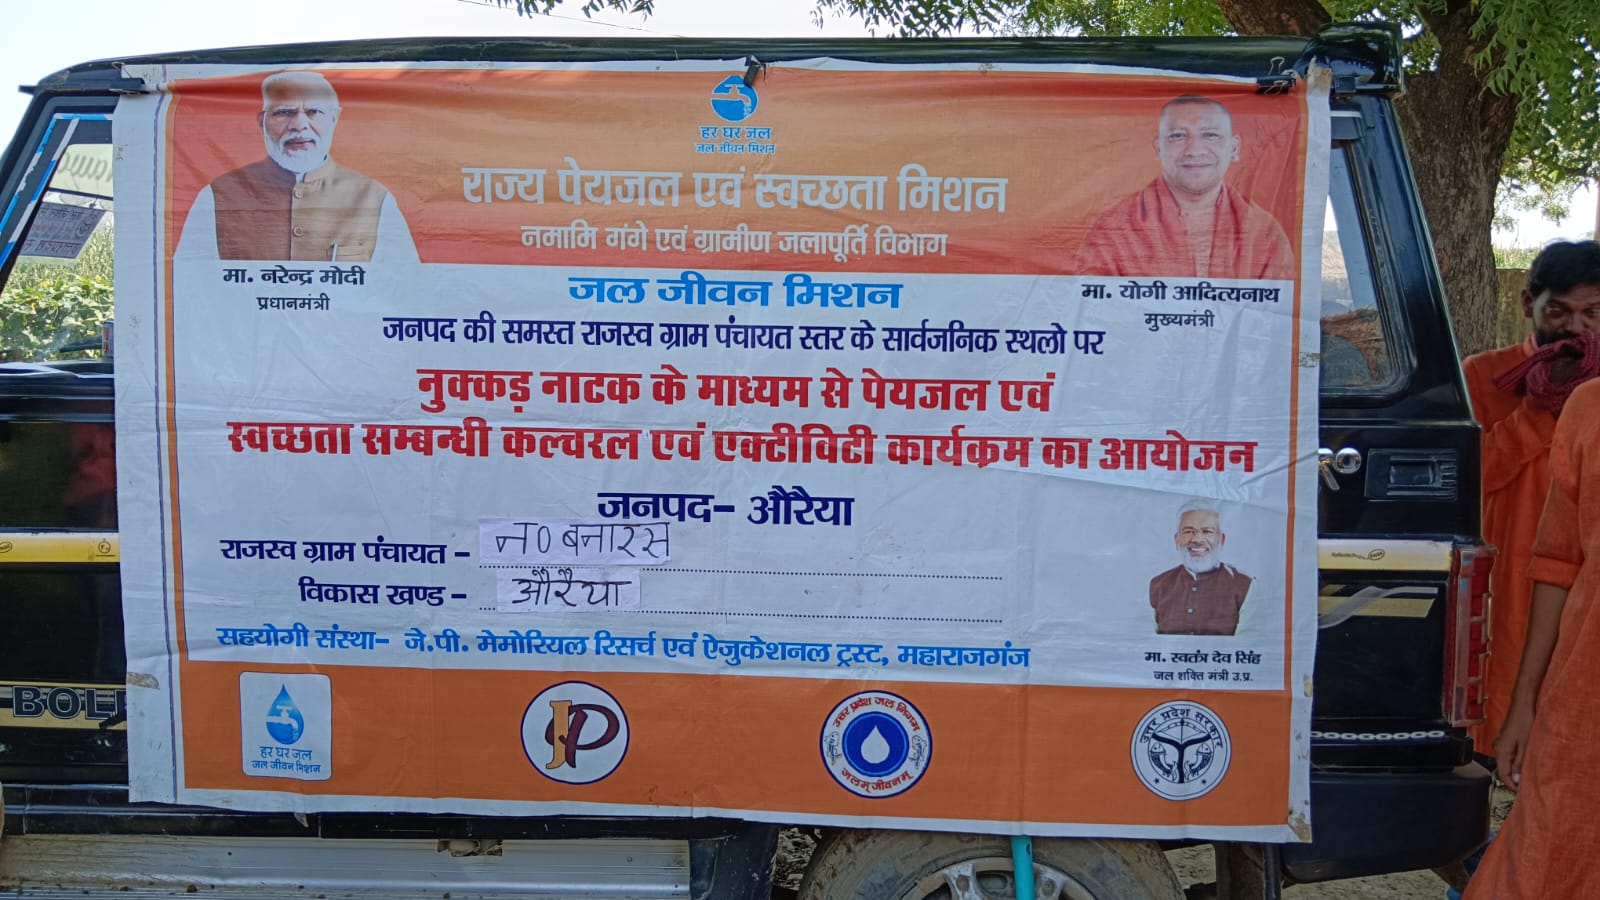 हर घर जल
जल जीवन मिशन
राज्य पेयजल एवं स्वच्छता मिशन
नमामि गंगे एवं ग्रामीण जलापूर्ति विभाग
मा. नरेन्द्र मोदी
प्रधानमंत्री
मा. योगी आदित्यनाथ
मुख्यमंत्री
जल जीवन मिशन
जनपद की समस्त राजस्व ग्राम पंचायत स्तर के सार्वजनिक स्थलो पर
नुक्कड़ नाटक के माध्यम से पेयजल एवं
स्वच्छता सम्बन्धी कल्चरल एवं एक्टीविटी कार्यक्रम का आयोजन
जनपद- औरैया
राजस्व ग्राम पंचायत - न० बनारस
विकास खण्ड - औरैया
सहयोगी संस्था- जे.पी. मेमोरियल रिसर्च एवं ऐजुकेशनल ट्रस्ट, महाराजगंज
मा. स्वतंत्र देव सिंह
जल शक्ति मंत्री उ.प्र.
हर घर जल
जल जीवन मिशन
JP
उत्तर प्रदेश जल निगम
जलम् जीवनम्
उत्तर प्रदेश सरकार
BOL